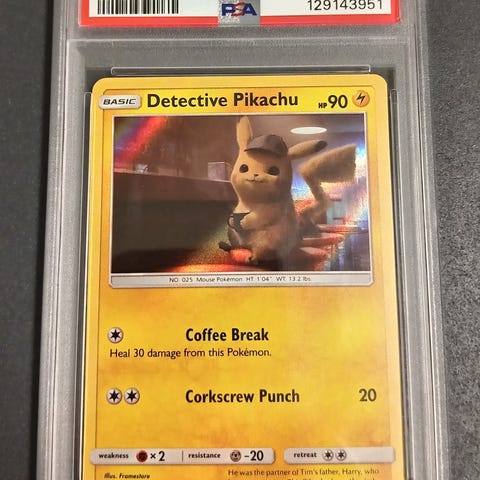 PSA
129143951
BASIC Detective Pikachu HP 90
NO. 025 Mouse Pokémon HT: 1'04" WT: 13.2 lbs.
Coffee Break
Heal 30 damage from this Pokémon.
Corkscrew Punch 20
weakness ×2 resistance -20 retreat
Illus. Framestore
He was the partner of Tim's father, Harry, who